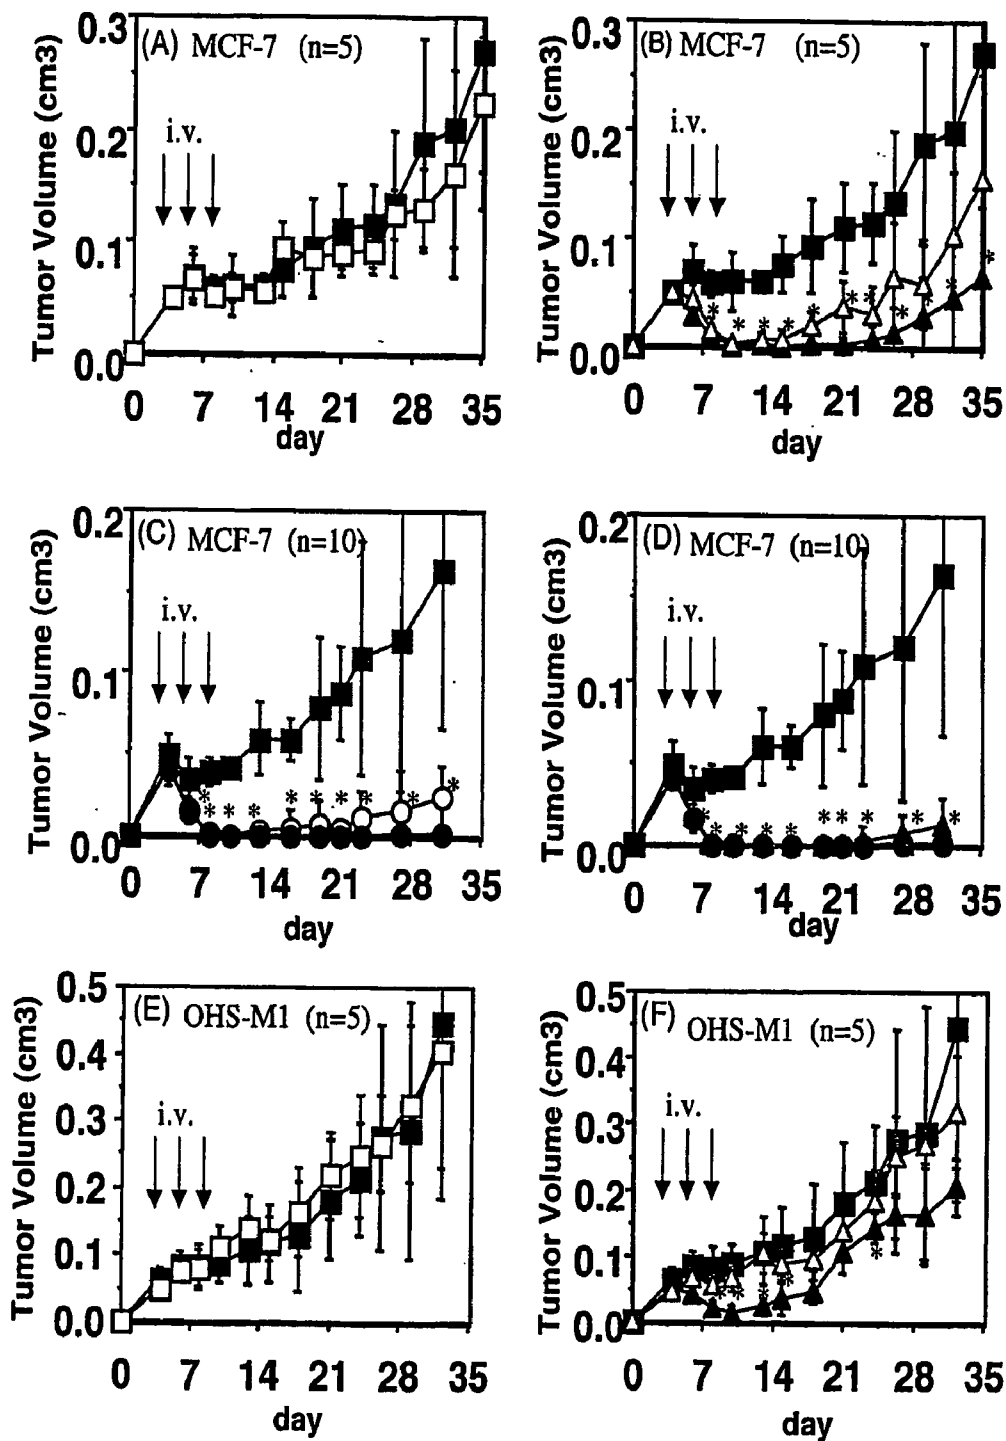 (A) MCF-7 (n=5)
Tumor Volume (cm3)
0.3
0.2
0.1
0.0
i.v.
0 7 14 21 28 35
day
(B) MCF-7 (n=5)
Tumor Volume (cm3)
0.3
0.2
0.1
0.0
i.v.
* * * * * * * * * *
0 7 14 21 28 35
day
(C) MCF-7 (n=10)
Tumor Volume (cm3)
0.2
0.1
0.0
i.v.
* * * * * * * * * *
0 7 14 21 28 35
day
(D) MCF-7 (n=10)
Tumor Volume (cm3)
0.2
0.1
0.0
i.v.
* * * * * * * * * *
0 7 14 21 28 35
day
(E) OHS-M1 (n=5)
Tumor Volume (cm3)
0.5
0.4
0.3
0.2
0.1
0.0
i.v.
0 7 14 21 28 35
day
(F) OHS-M1 (n=5)
Tumor Volume (cm3)
0.5
0.4
0.3
0.2
0.1
0.0
i.v.
* * * * *
0 7 14 21 28 35
day